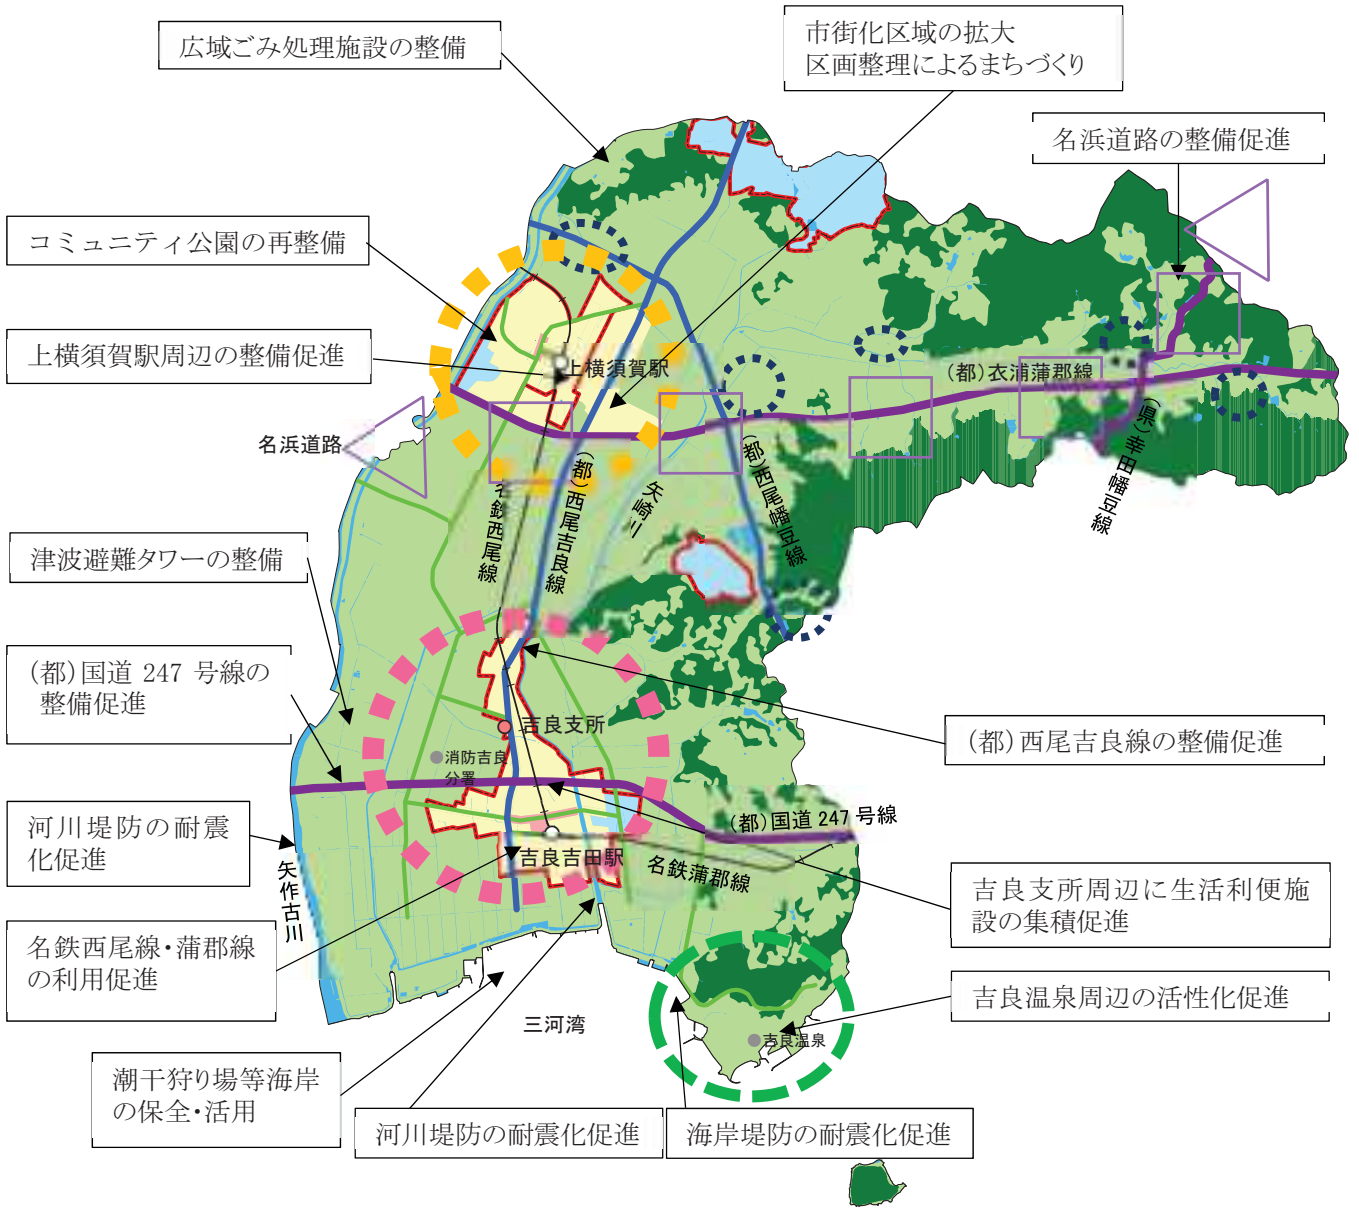 広域ごみ処理施設の整備
市街化区域の拡大
区画整理によるまちづくり
名浜道路の整備促進
コミュニティ公園の再整備
上横須賀駅周辺の整備促進
上横須賀駅
(都)衣浦蒲郡線
(県)幸田幡豆線
名浜道路
名鉄西尾線
(都)西尾吉良線
矢崎川
(都)西尾幡豆線
津波避難タワーの整備
(都)国道 247 号線の
整備促進
吉良支所
消防吉良
分署
(都)西尾吉良線の整備促進
河川堤防の耐震
化促進
(都)国道 247 号線
吉良吉田駅
名鉄蒲郡線
矢作古川
吉良支所周辺に生活利便施
設の集積促進
名鉄西尾線・蒲郡線
の利用促進
吉良温泉周辺の活性化促進
三河湾
吉良温泉
潮干狩り場等海岸
の保全・活用
河川堤防の耐震化促進
海岸堤防の耐震化促進